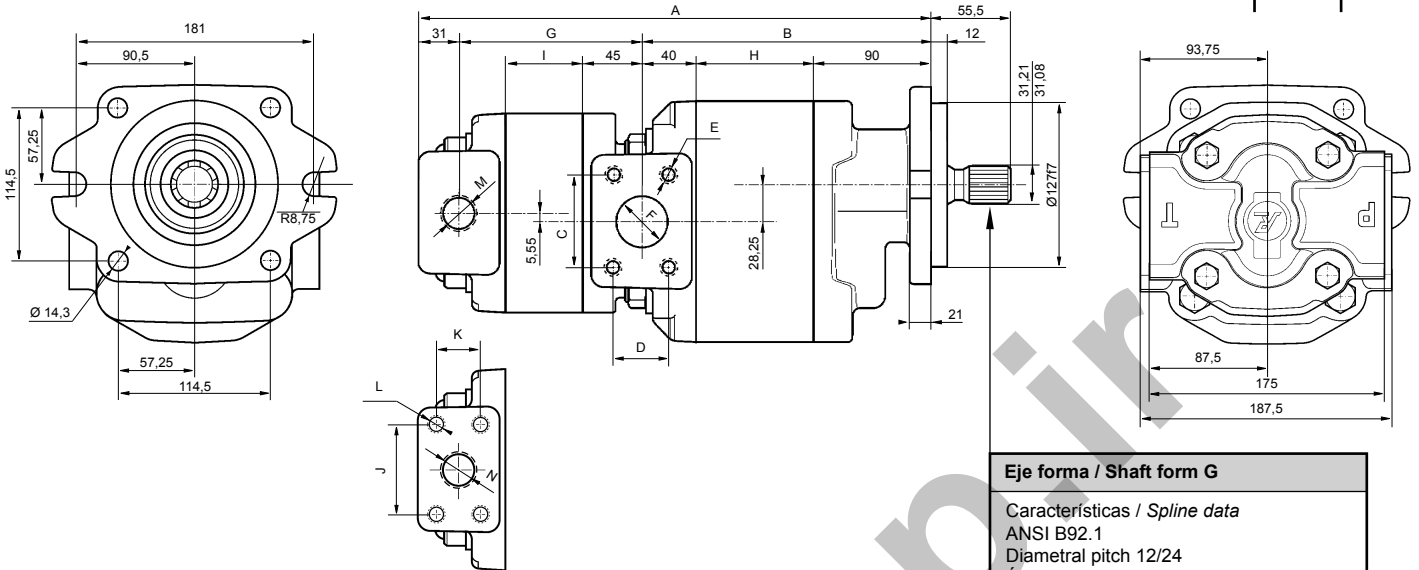 181
90,5
57,25
114,5
R8,75
Ø 14,3
57,25
114,5
A
55,5
31
G
B
12
I
45
40
H
90
31,21
31,08
E
M
F
C
5,55
28,25
Ø127f7
21
D
K
L
J
N
93,75
T
P
87,5
175
187,5
Eje forma / Shaft form G
Características / Spline data
ANSI B92.1
Diametral pitch 12/24
p.ir